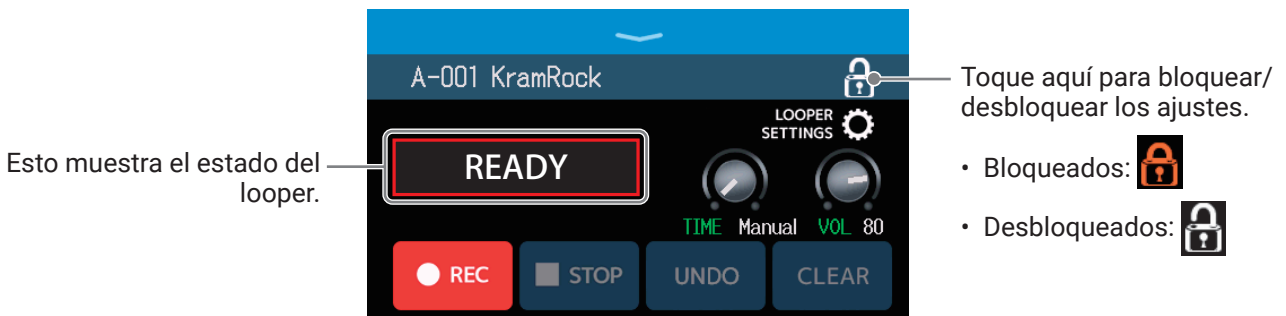 A-001 KramRock
Toque aquí para bloquear/
desbloquear los ajustes.
LOOPER
SETTINGS
Esto muestra el estado del
looper.
READY
• Bloqueados:
TIME Manual VOL 80
• Desbloqueados:
REC STOP UNDO CLEAR